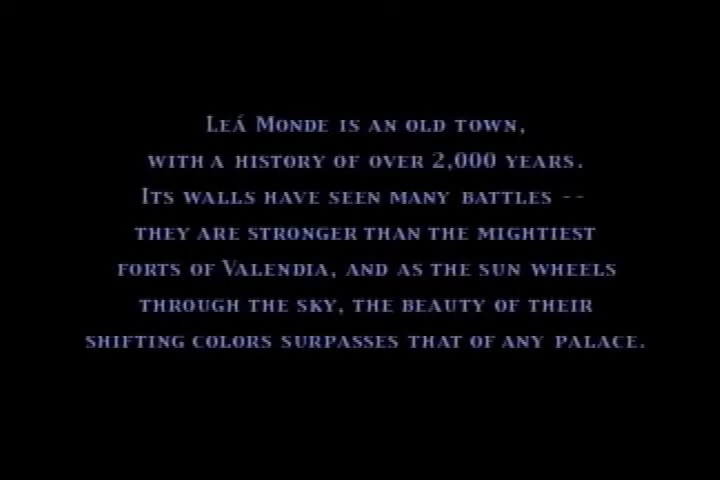 Leá Monde is an old town,
with a history of over 2,000 years.
Its walls have seen many battles --
they are stronger than the mightiest
forts of Valendia, and as the sun wheels
through the sky, the beauty of their
shifting colors surpasses that of any palace.